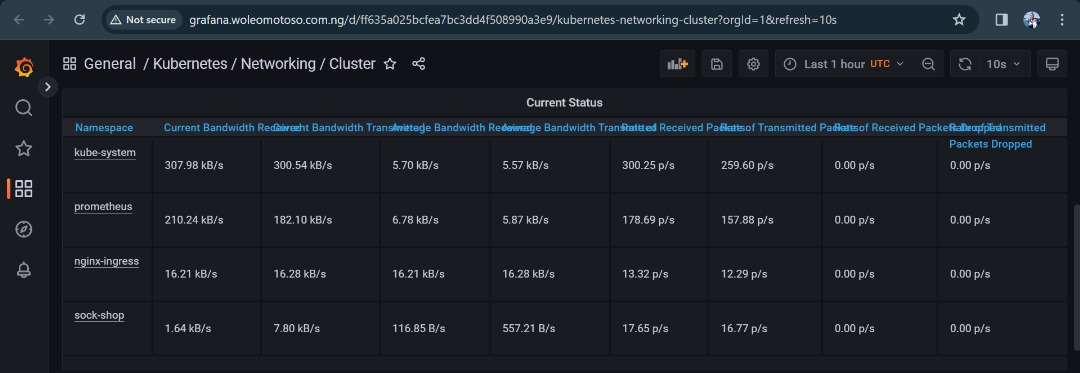 Not secure grafana.woleomotoso.com.ng/d/ff635a025bcfea7bc3dd4f508990a3e9/kubernetes-networking-cluster?orgId=1&refresh=10s
General / Kubernetes / Networking / Cluster Last 1 hour UTC 10s
Current Status
Namespace Current Bandwidth Received Current Bandwidth Transmitted Average Bandwidth Received Average Bandwidth Transmitted Rate of Received Packets Rate of Transmitted Packets Rate of Received Packets Dropped Rate of Transmitted
Packets Dropped
kube-system 307.98 kB/s 300.54 kB/s 5.70 kB/s 5.57 kB/s 300.25 p/s 259.60 p/s 0.00 p/s 0.00 p/s
prometheus 210.24 kB/s 182.10 kB/s 6.78 kB/s 5.87 kB/s 178.69 p/s 157.88 p/s 0.00 p/s 0.00 p/s
nginx-ingress 16.21 kB/s 16.28 kB/s 16.21 kB/s 16.28 kB/s 13.32 p/s 12.29 p/s 0.00 p/s 0.00 p/s
sock-shop 1.64 kB/s 7.80 kB/s 116.85 B/s 557.21 B/s 17.65 p/s 16.77 p/s 0.00 p/s 0.00 p/s